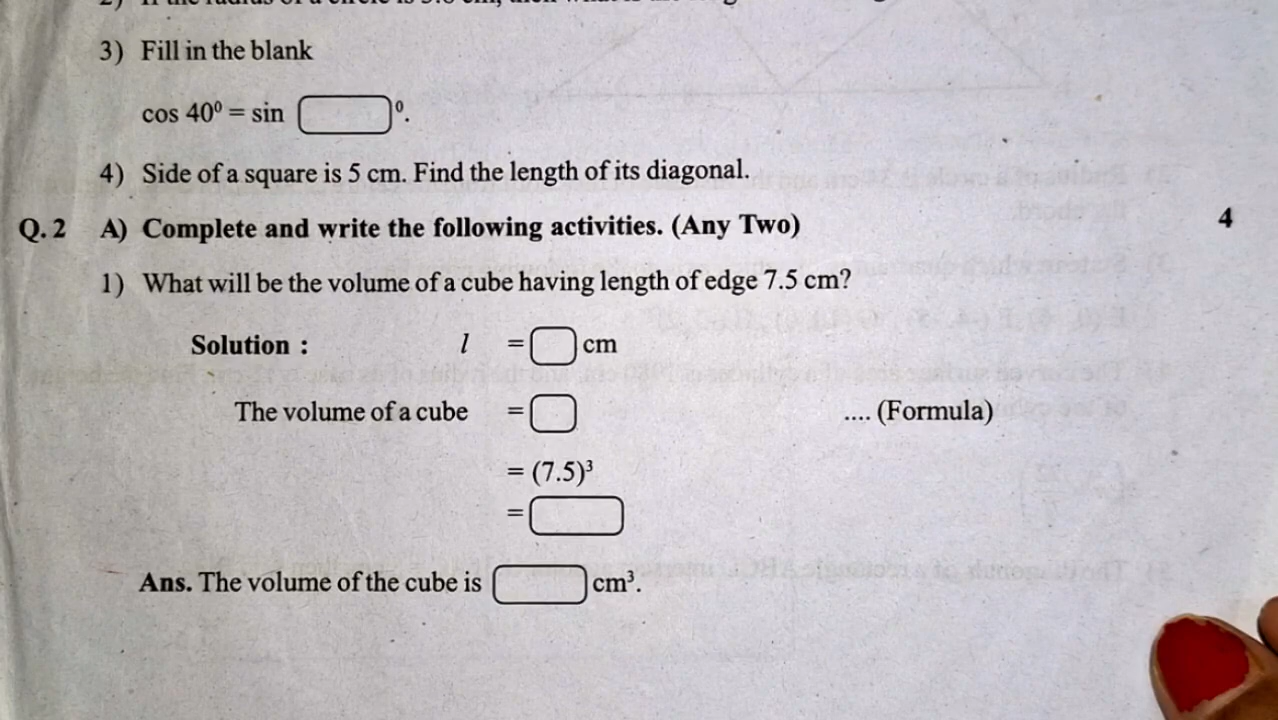 3) Fill in the blank
cos 40⁰ = sin ⁰.
4) Side of a square is 5 cm. Find the length of its diagonal.
Q. 2 A) Complete and write the following activities. (Any Two) 4
1) What will be the volume of a cube having length of edge 7.5 cm?
Solution : l = cm
The volume of a cube = .... (Formula)
= (7.5)³
=
Ans. The volume of the cube is cm³.